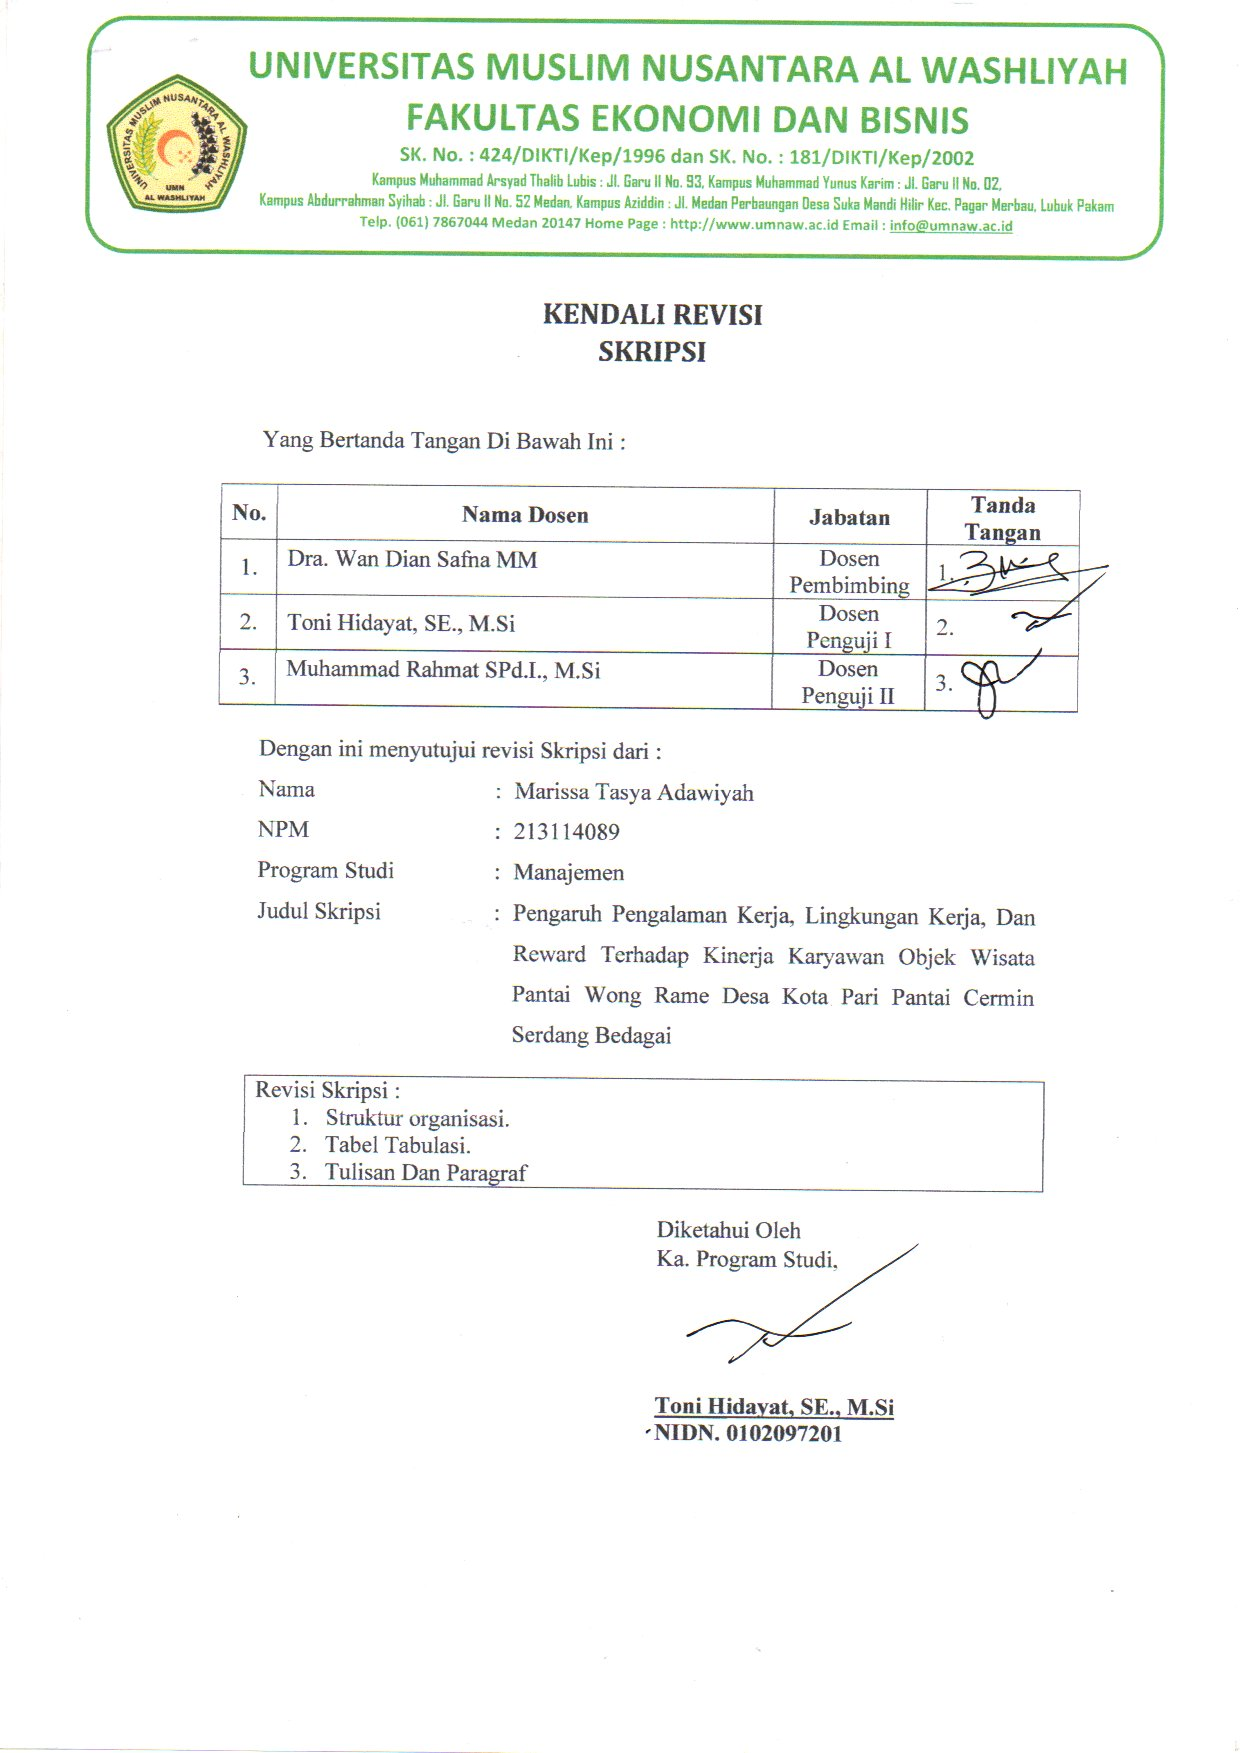 UNIVERSITAS MUSLIM NUSANTARA AL WASHLIYAH
FAKULTAS EKONOMI DAN BISNIS
SK. No. : 424/DIKTI/Kep/1996 dan SK. No. : 181/DIKTI/Kep/2002
Kampus Muhammad Arsyad Thalib Lubis : Jl. Garu II No. 93, Kampus Muhammad Yunus Karim : Jl. Garu II No. 02,
Kampus Abdurrahman Syihab : Jl. Garu II No. 52 Medan, Kampus Aziddin : Jl. Medan Perbaungan Desa Suka Mandi Hilir Kec. Pagar Merbau, Lubuk Pakam
Telp. (061) 7867044 Medan 20147 Home Page : http://www.umnaw.ac.id Email : info@umnaw.ac.id
UNIVERSITAS MUSLIM NUSANTARA AL WASHLIYAH
UMN
AL WASHLIYAH
KENDALI REVISI
SKRIPSI
Yang Bertanda Tangan Di Bawah Ini :
No. Nama Dosen Jabatan Tanda Tangan
1. Dra. Wan Dian Safna MM Dosen Pembimbing 1.
2. Toni Hidayat, SE., M.Si Dosen Penguji I 2.
3. Muhammad Rahmat SPd.I., M.Si Dosen Penguji II 3.
Dengan ini menyutujui revisi Skripsi dari :
Nama : Marissa Tasya Adawiyah
NPM : 213114089
Program Studi : Manajemen
Judul Skripsi : Pengaruh Pengalaman Kerja, Lingkungan Kerja, Dan
Reward Terhadap Kinerja Karyawan Objek Wisata
Pantai Wong Rame Desa Kota Pari Pantai Cermin
Serdang Bedagai
Revisi Skripsi :
1. Struktur organisasi.
2. Tabel Tabulasi.
3. Tulisan Dan Paragraf
Diketahui Oleh
Ka. Program Studi,
Toni Hidayat, SE., M.Si
NIDN. 0102097201